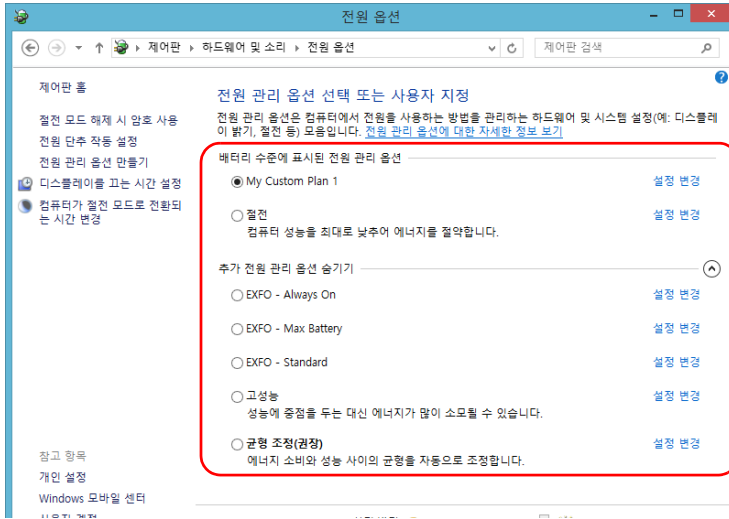 전원 옵션
제어판 ▸ 하드웨어 및 소리 ▸ 전원 옵션
제어판 검색
제어판 홈
절전 모드 해제 시 암호 사용
전원 단추 작동 설정
전원 관리 옵션 만들기
디스플레이를 끄는 시간 설정
컴퓨터가 절전 모드로 전환되
는 시간 변경
전원 관리 옵션 선택 또는 사용자 지정
전원 관리 옵션은 컴퓨터에서 전원을 사용하는 방법을 관리하는 하드웨어 및 시스템 설정(예: 디스플레
이 밝기, 절전 등) 모음입니다. 전원 관리 옵션에 대한 자세한 정보 보기
배터리 수준에 표시된 전원 관리 옵션
My Custom Plan 1 설정 변경
절전 설정 변경
컴퓨터 성능을 최대로 낮추어 에너지를 절약합니다.
추가 전원 관리 옵션 숨기기
EXFO - Always On 설정 변경
EXFO - Max Battery 설정 변경
EXFO - Standard 설정 변경
고성능 설정 변경
성능에 중점을 두는 대신 에너지가 많이 소모될 수 있습니다.
균형 조정(권장) 설정 변경
에너지 소비와 성능 사이의 균형을 자동으로 조정합니다.
참고 항목
개인 설정
Windows 모바일 센터